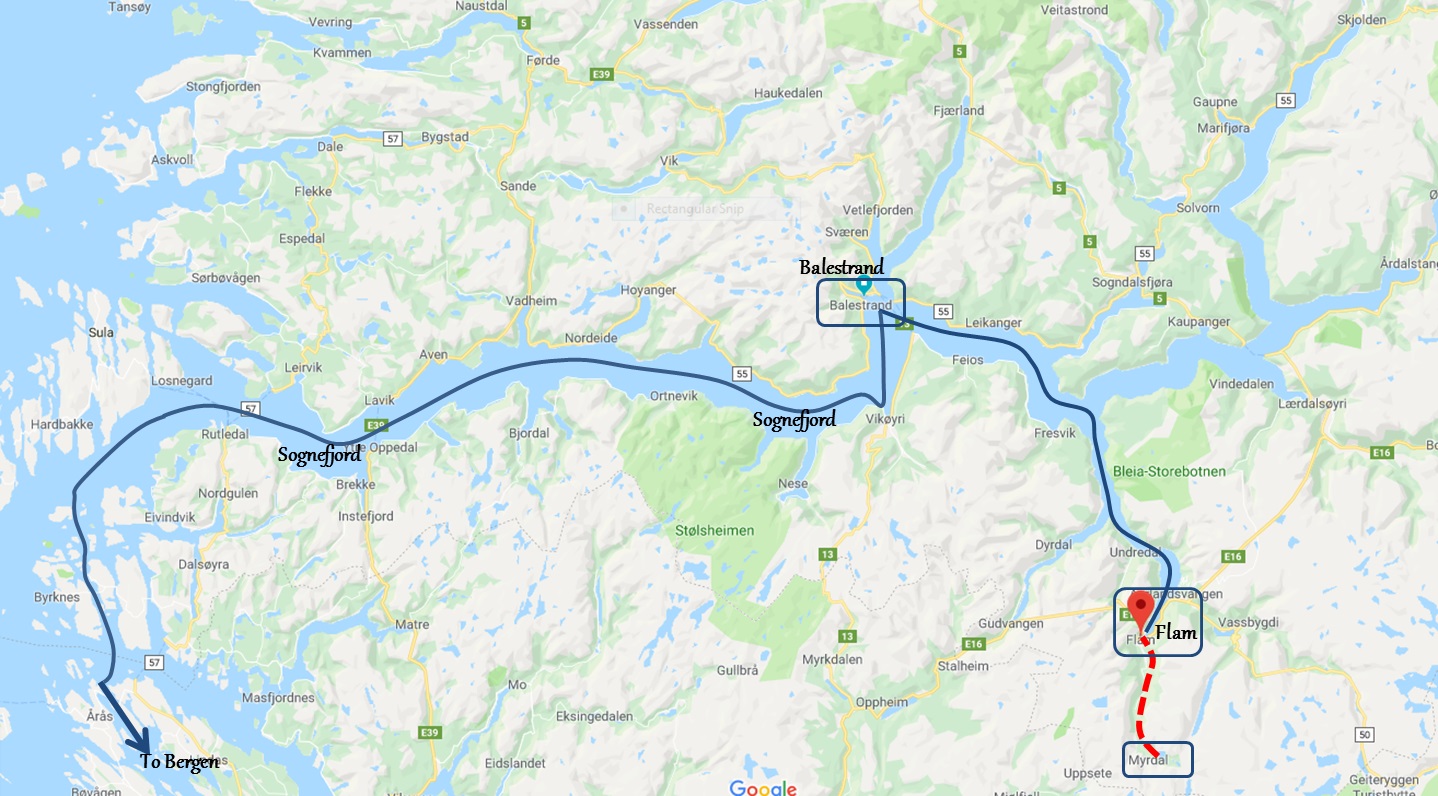 Tansøy
Vevring
Naustdal
5
Vassenden
Veitastrond
Skjolden
Kvammen
Førde
E39
5
Stongfjorden
Haukedalen
Fjærland
Gaupne
55
Marifjøra
57
Bygstad
Dale
Askvoll
Vik
Flekke
Sande
5
Rectangular Snip
Vetlefjorden
Solvorn
Sværen
Espedal
5
55
Balestrand
Årdalstan
Sørbøvågen
Høyanger
Sogndalsfjøra
Vadheim
Balestrand
5
55
Sula
Nordeide
Leikanger
Kaupanger
Aven
Leirvik
Feios
Losnegard
55
Vindedalen
Lavik
57
Ortnevik
Lærdalsøyri
Hardbakke
E39
Sognefjord
Vikøyri
Rutledal
Bjordal
Fresvik
Sognefjord
Oppedal
E16
Bleia-Storebotnen
Brekke
Nese
Nordgulen
Eivindvik
Instefjord
Stølsheimen
Dyrdal
Undredal
13
E16
Dalsøyra
Byrknes
Gudvangen
Matre
Flam
Flam
Vassbygdi
13
E16
57
Myrkdalen
Stalheim
Gullbrå
Masfjordnes
Mo
Oppheim
Årås
Eksingedalen
E39
50
To Bergen
Myrdal
Eidslandet
Uppsete
Geiteryggen
Turisthytte
Bøvågen
Google